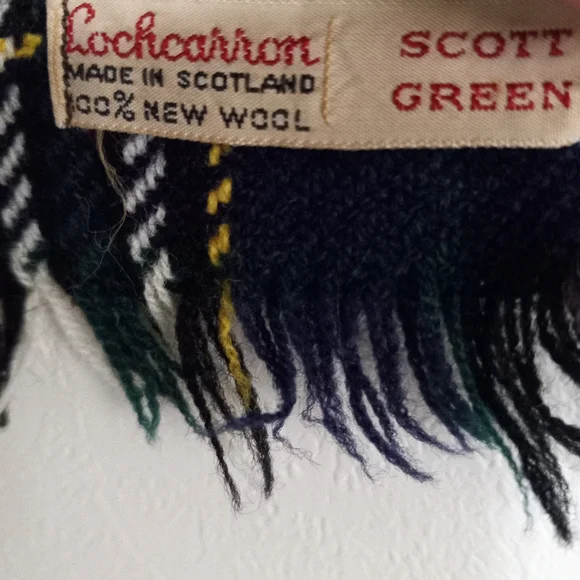 Lochcarron
MADE IN SCOTLAND
100% NEW WOOL
SCOTT
GREEN